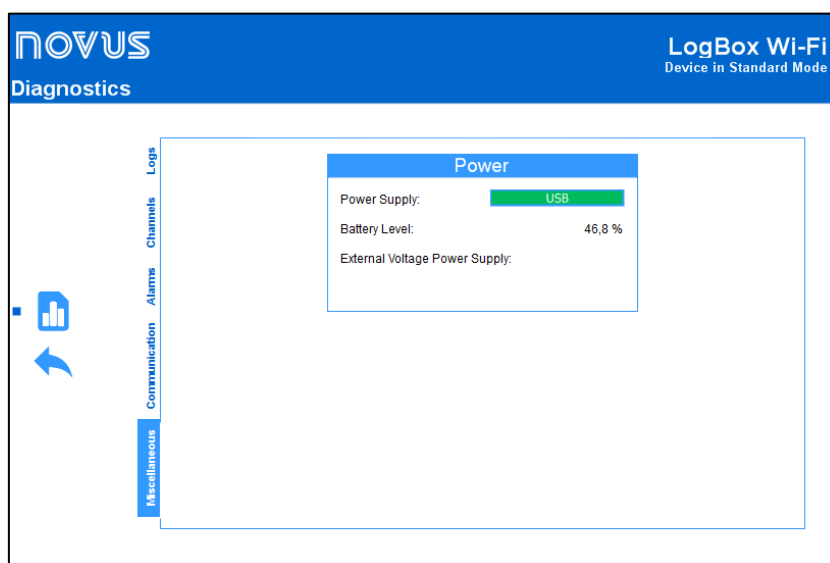 NOVUS
LogBox Wi-Fi
Device in Standard Mode
Diagnostics
Logs
Channels
Alarms
Communication
Miscellaneous
Power
Power Supply: USB
Battery Level: 46,8 %
External Voltage Power Supply: